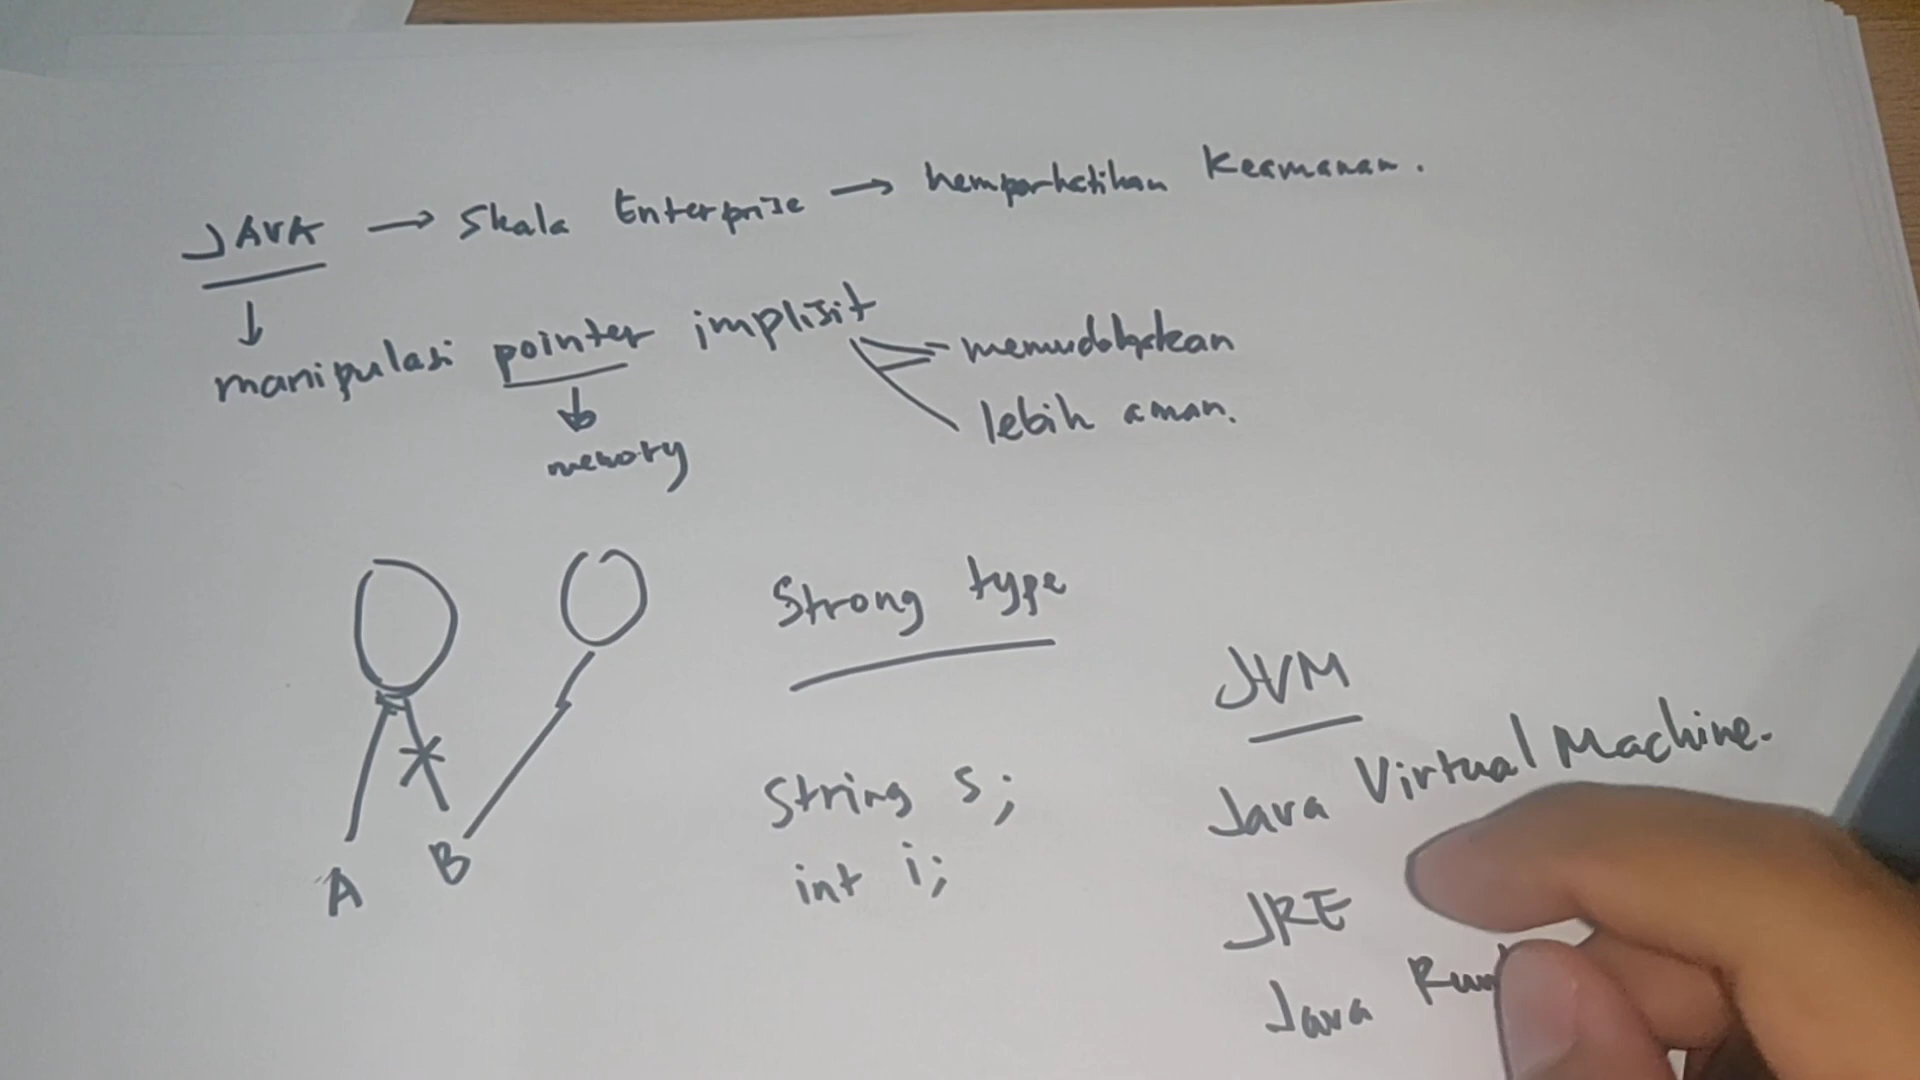 JAVA → Skala Enterprise → memperhatikan keamanan.
↓
manipulasi pointer implisit
memudahkan
lebih aman.
↓
memory
A B
Strong type
String s;
int i;
JVM
Java Virtual Machine.
JRE
Java Run